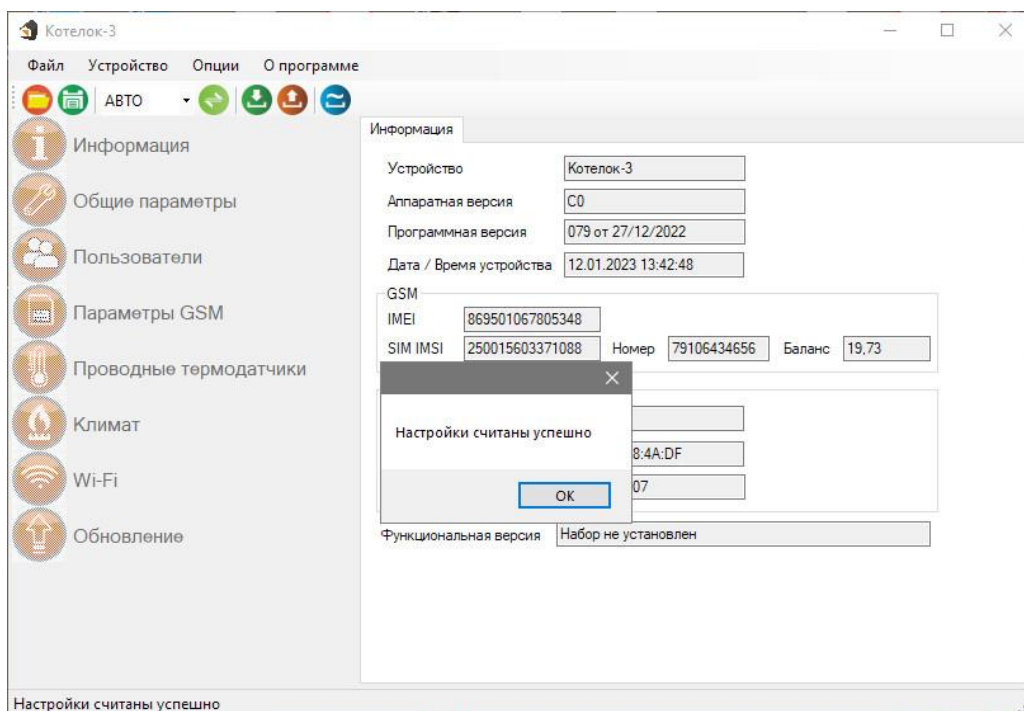 Котелок-3
Файл Устройство Опции О программе
АВТО
Информация
Общие параметры
Пользователи
Параметры GSM
Проводные термодатчики
Климат
Wi-Fi
Обновление
Информация
Устройство Котелок-3
Аппаратная версия C0
Программная версия 079 от 27/12/2022
Дата / Время устройства 12.01.2023 13:42:48
GSM
IMEI 869501067805348
SIM IMSI 250015603371088 Номер 79106434656 Баланс 19,73
Настройки считаны успешно
8:4A:DF
OK
07
Функциональная версия Набор не установлен
Настройки считаны успешно